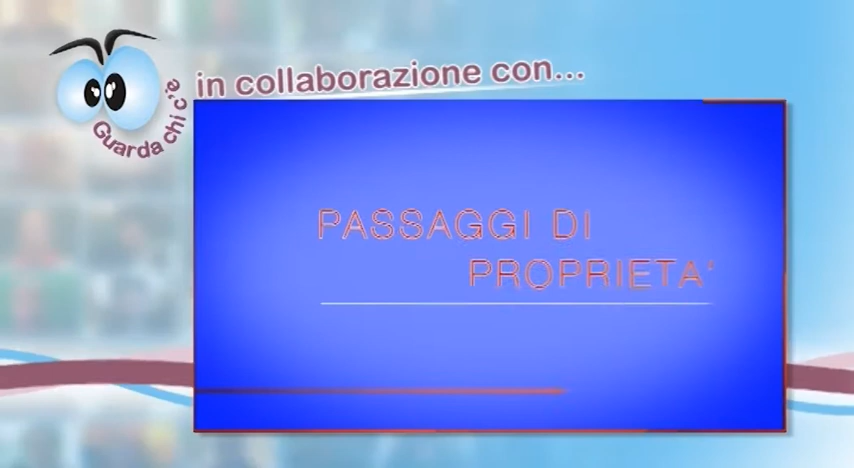 Guarda chi c'è
in collaborazione con...
PASSAGGI DI
PROPRIETA'